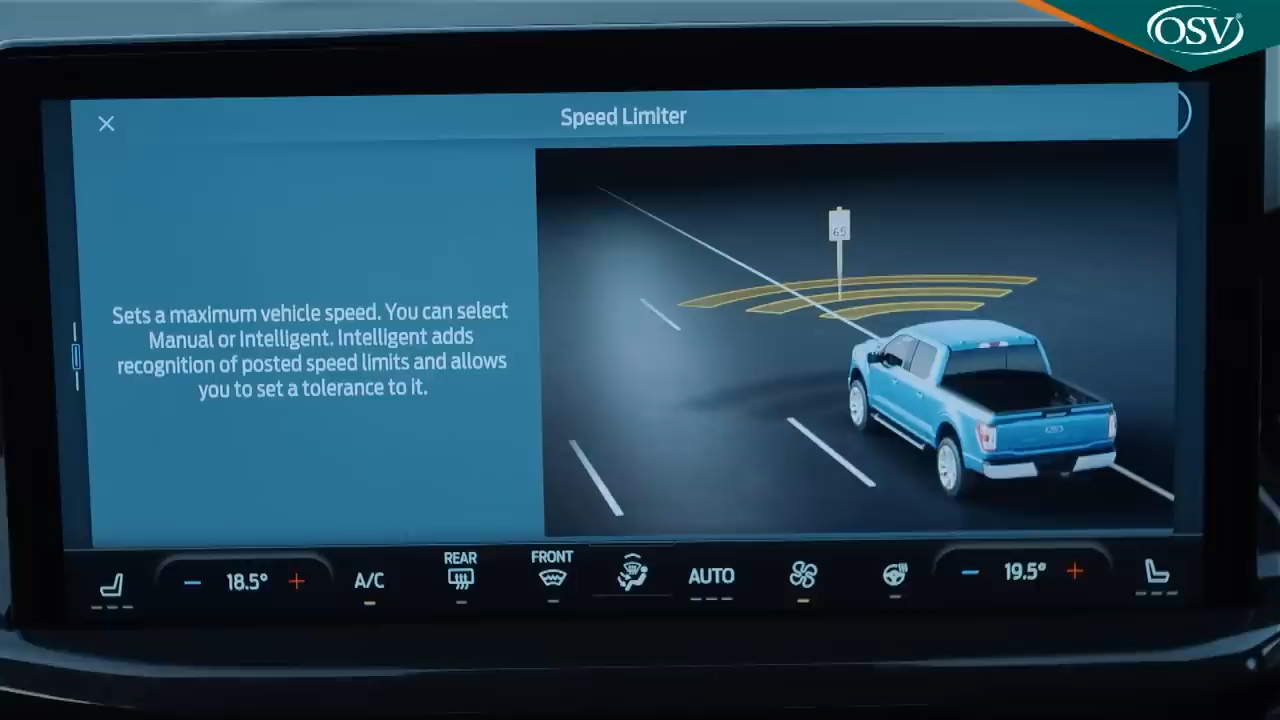 OSV
Speed Limiter
65
Sets a maximum vehicle speed. You can select
Manual or Intelligent. Intelligent adds
recognition of posted speed limits and allows
you to set a tolerance to it.
REAR
FRONT
18.5°
A/C
AUTO
19.5°